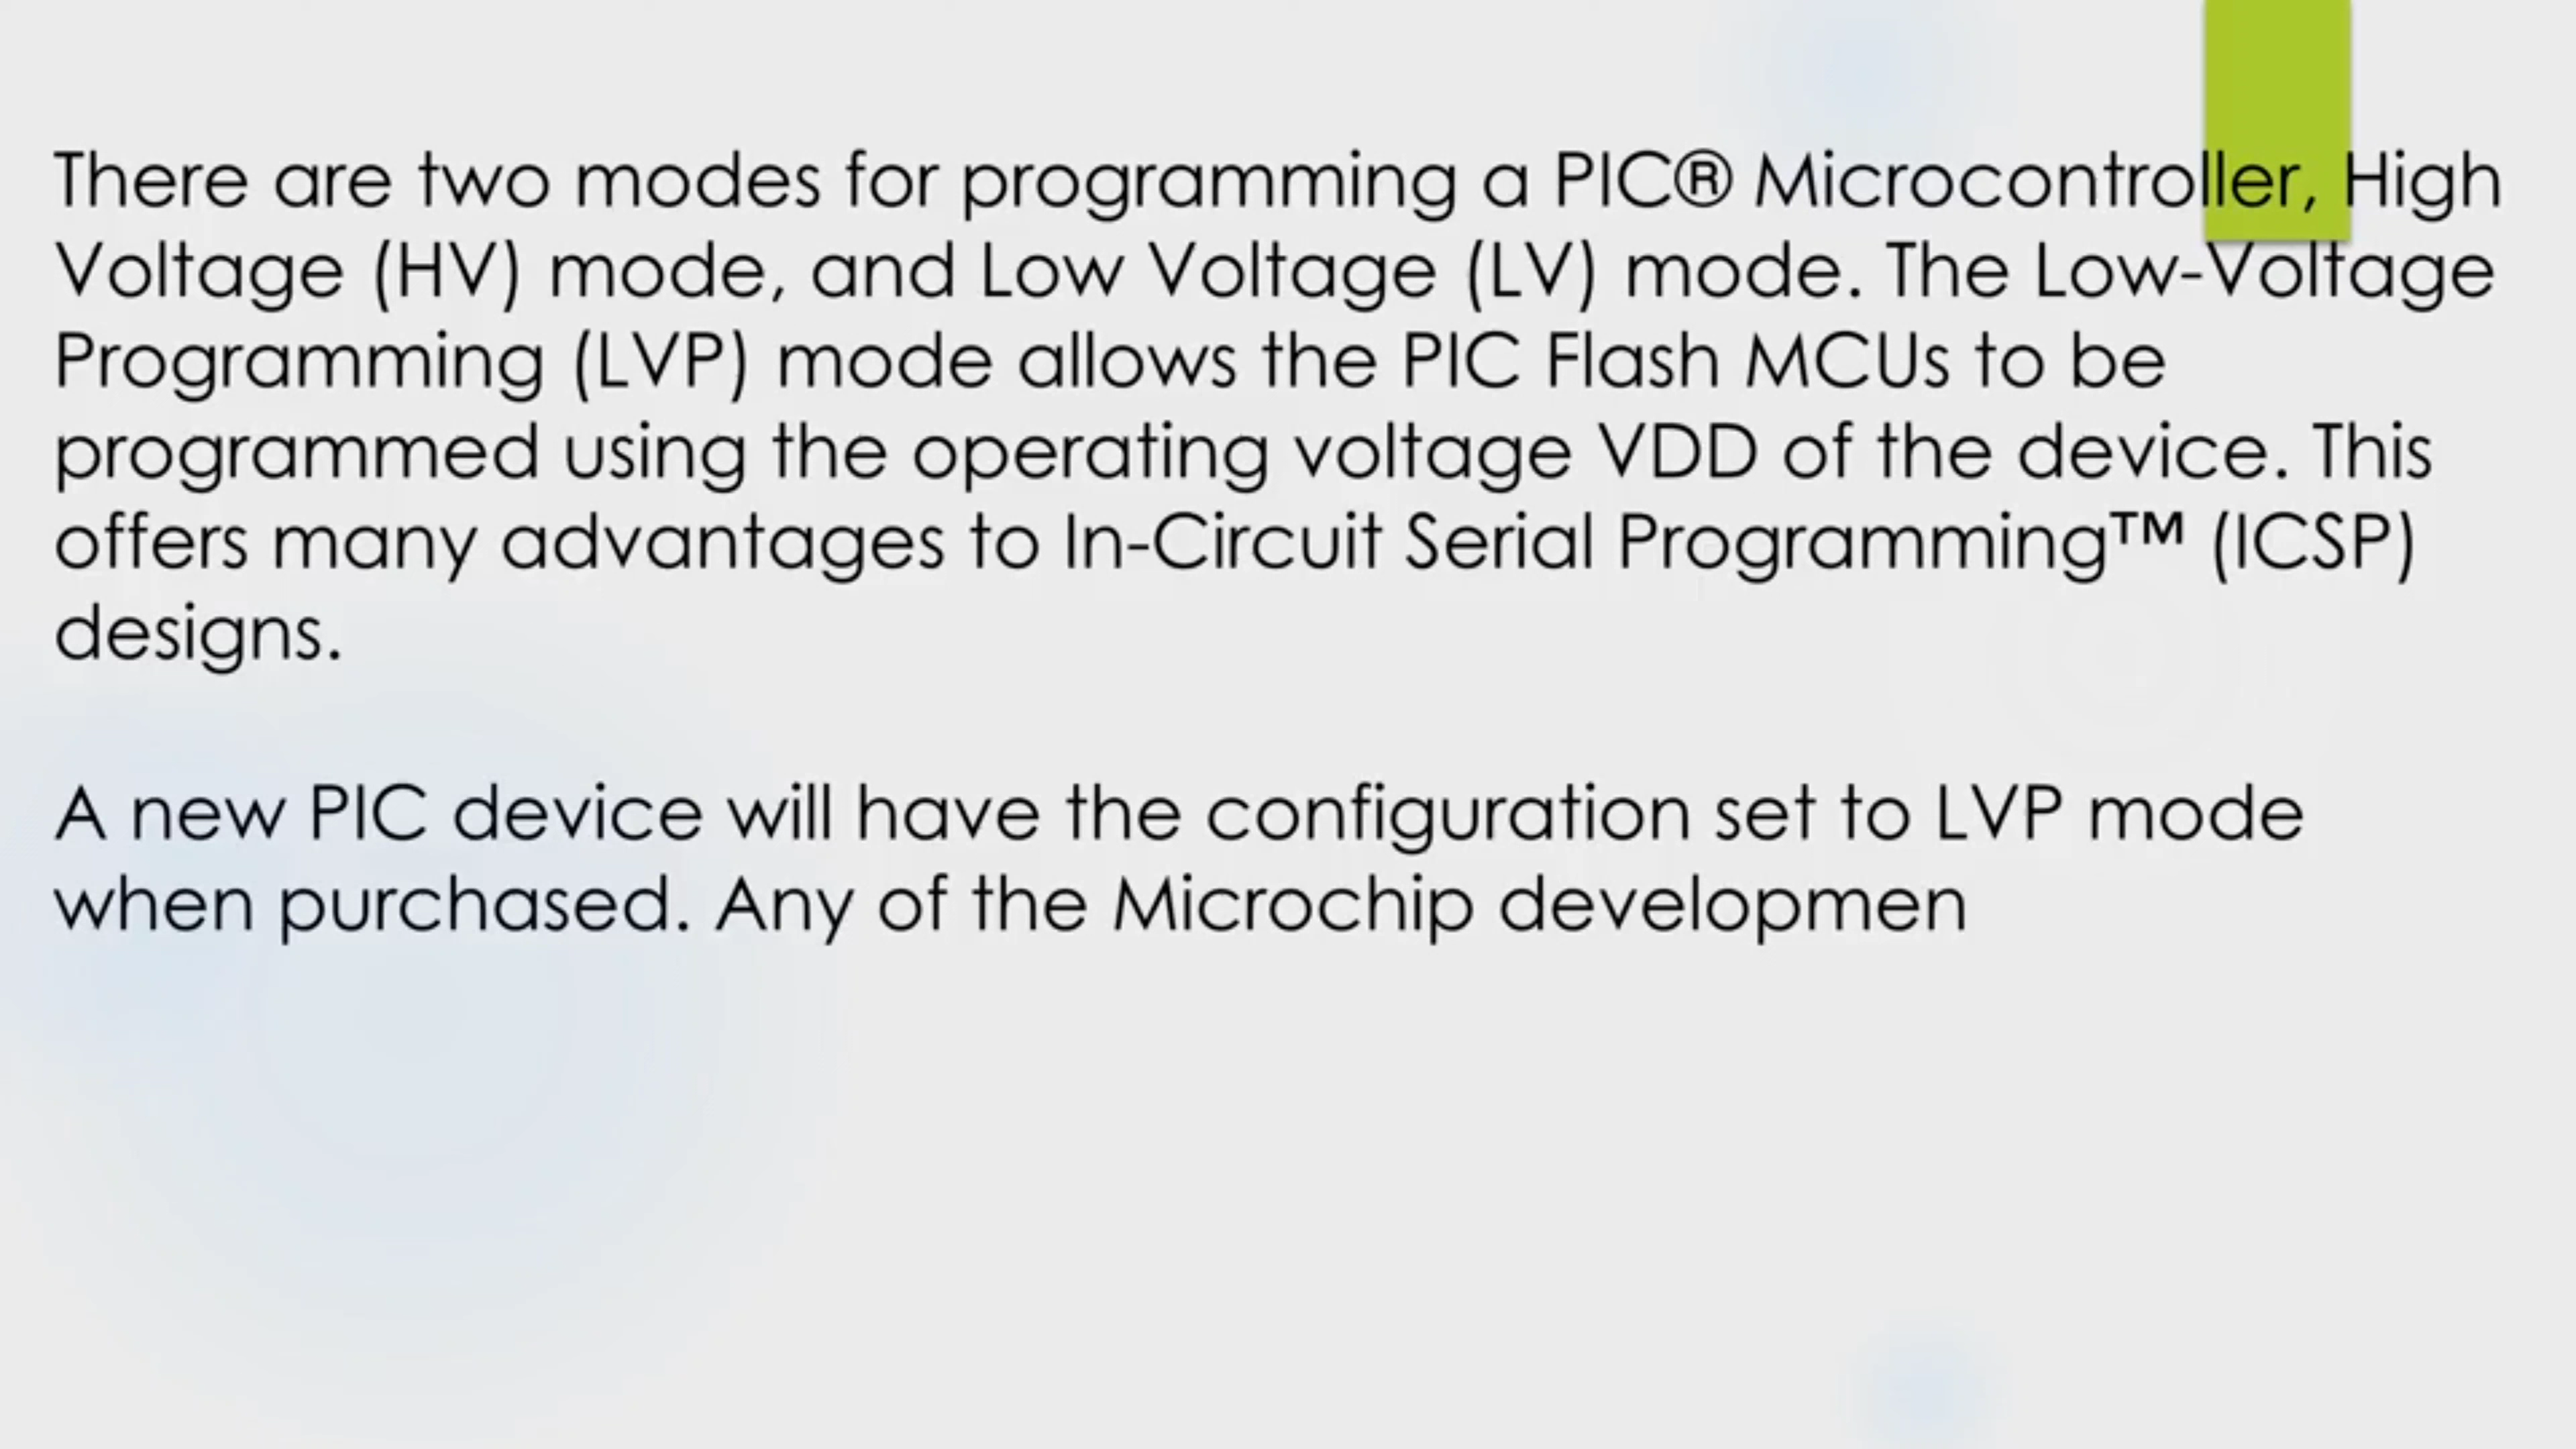 There are two modes for programming a PIC® Microcontroller, High
Voltage (HV) mode, and Low Voltage (LV) mode. The Low-Voltage
Programming (LVP) mode allows the PIC Flash MCUs to be
programmed using the operating voltage VDD of the device. This
offers many advantages to In-Circuit Serial Programming™ (ICSP)
designs.
A new PIC device will have the configuration set to LVP mode
when purchased. Any of the Microchip developmen